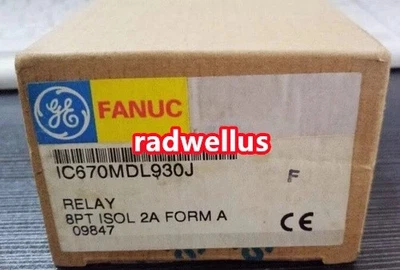 GE FANUC
radwellus
IC670MDL930J
F
RELAY
8PT ISOL 2A FORM A
09847
CE